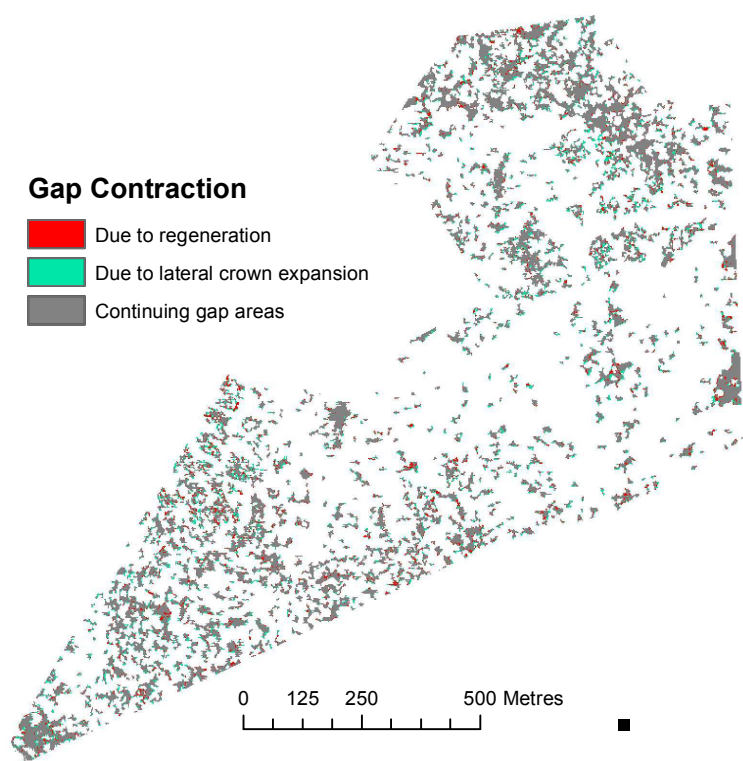 Gap Contraction
Due to regeneration
Due to lateral crown expansion
Continuing gap areas
0 125 250 500 Metres